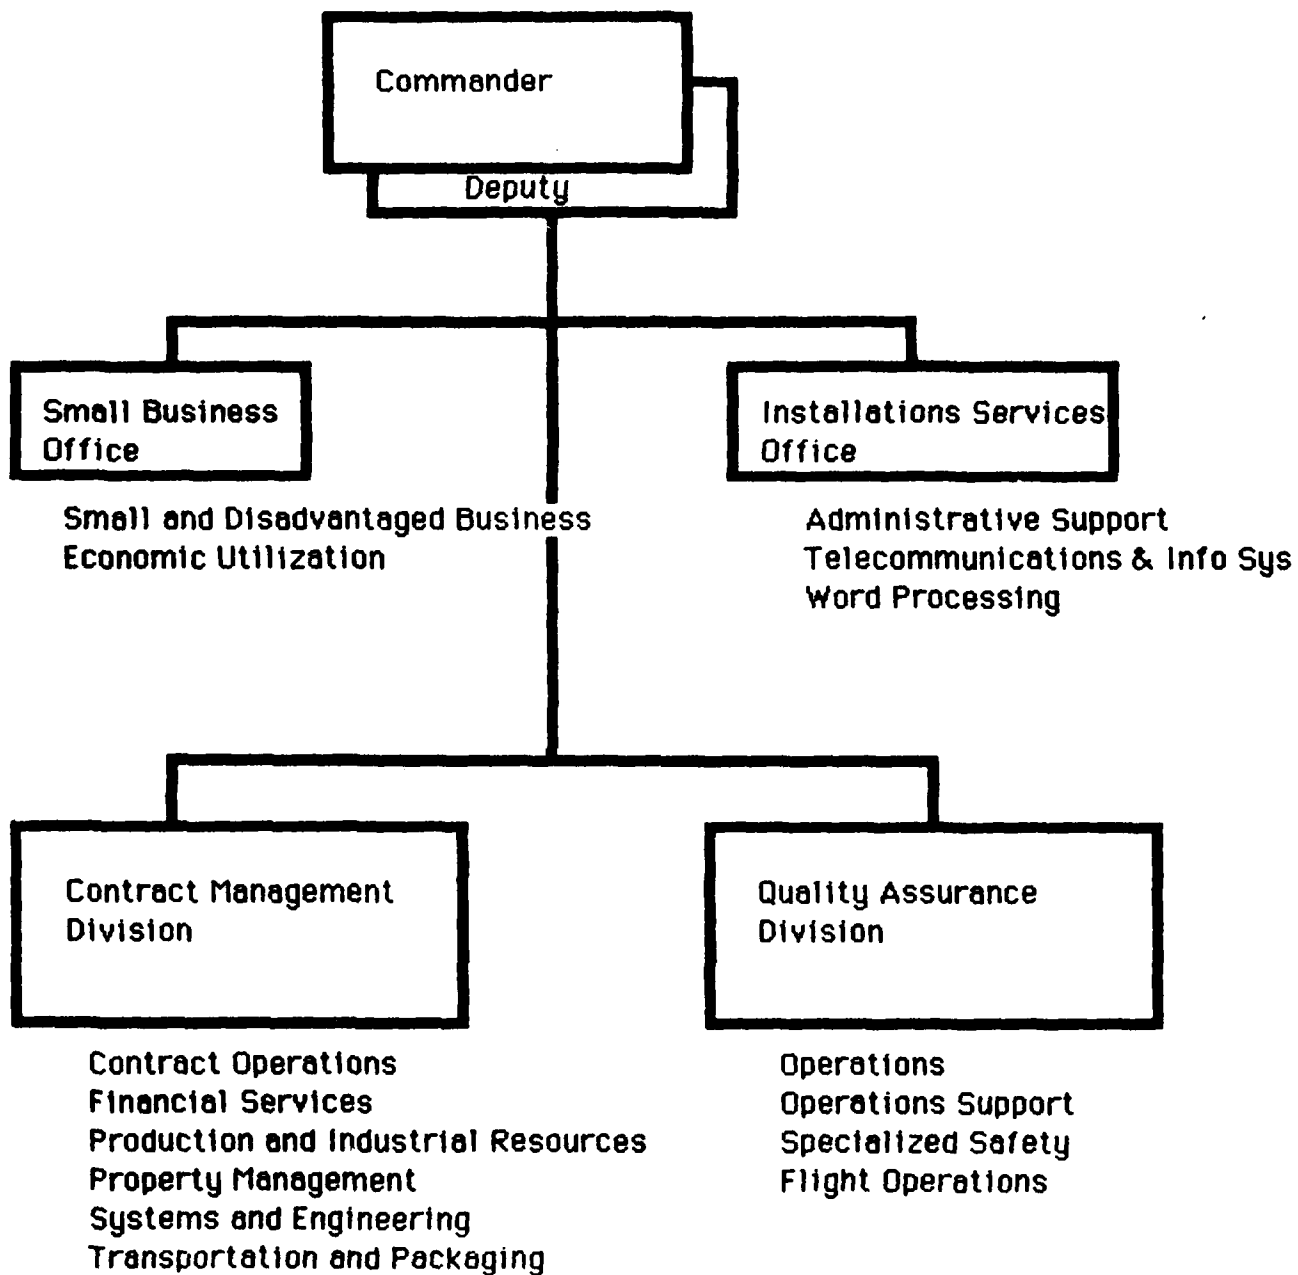 Commander
Deputy
Small Business
Office
Installations Services
Office
Small and Disadvantaged Business
Economic Utilization
Administrative Support
Telecommunications & Info Sys
Word Processing
Contract Management
Division
Quality Assurance
Division
Contract Operations
Financial Services
Production and Industrial Resources
Property Management
Systems and Engineering
Transportation and Packaging
Operations
Operations Support
Specialized Safety
Flight Operations